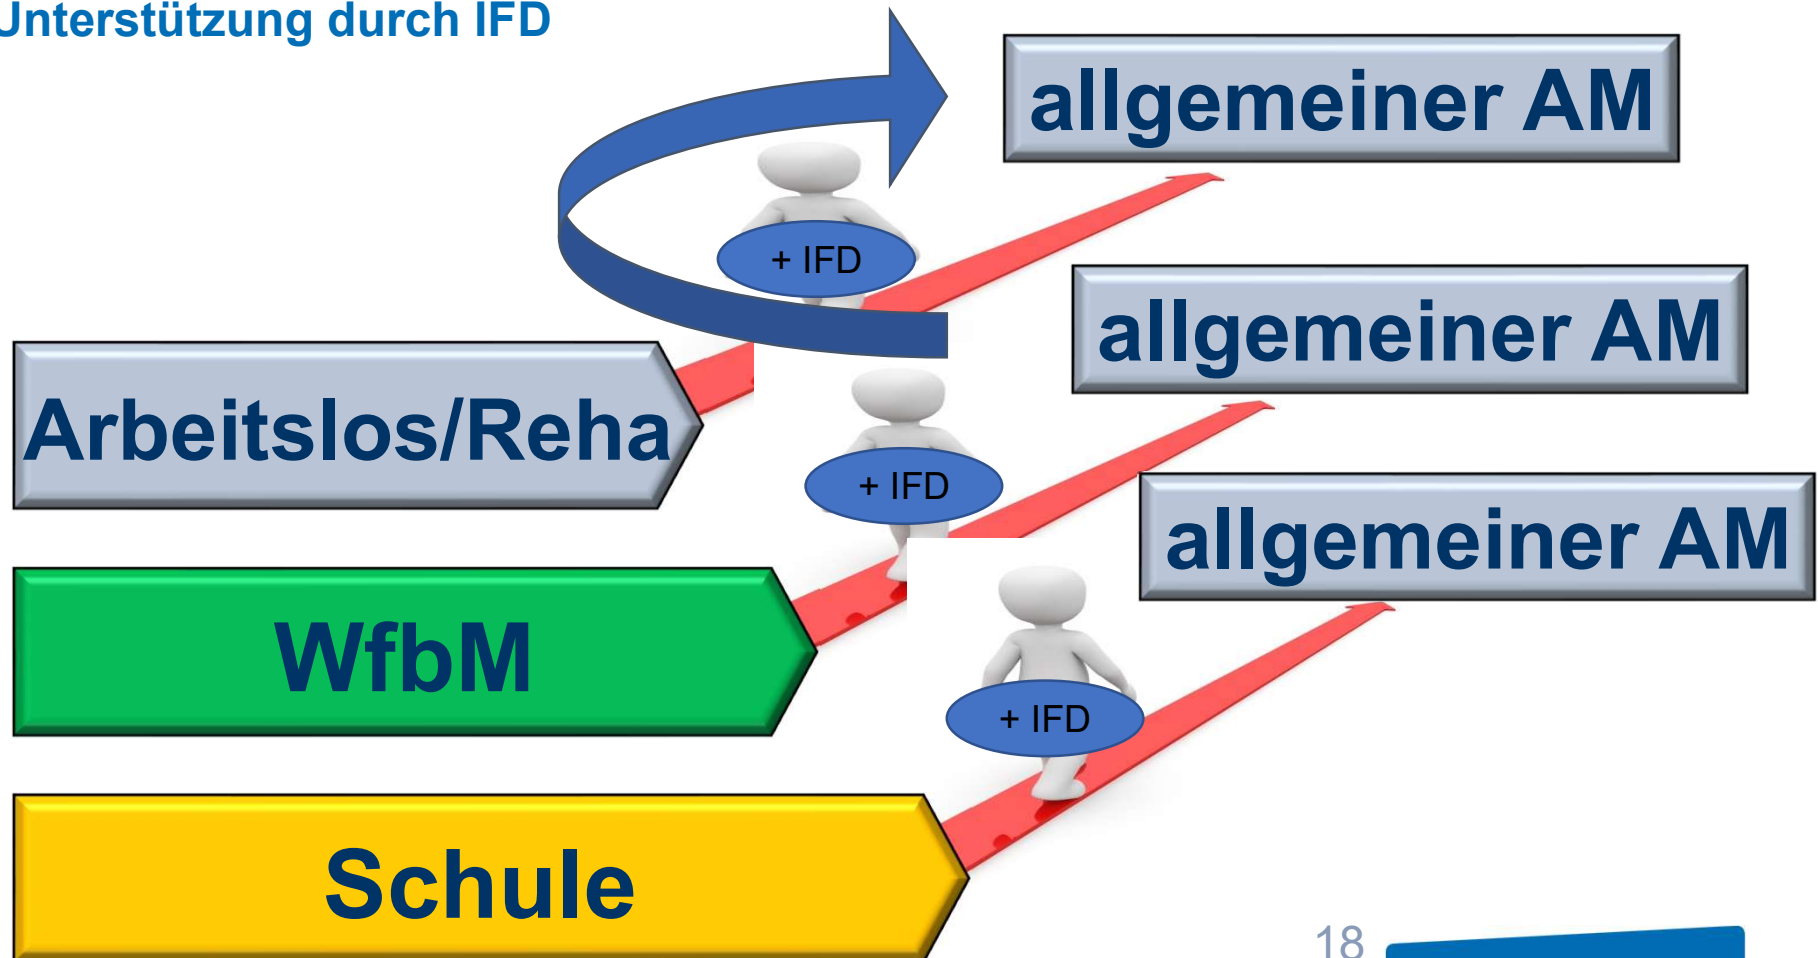 Unterstützung durch IFD
allgemeiner AM
+ IFD
allgemeiner AM
Arbeitslos/Reha
+ IFD
allgemeiner AM
WfbM
+ IFD
Schule
18